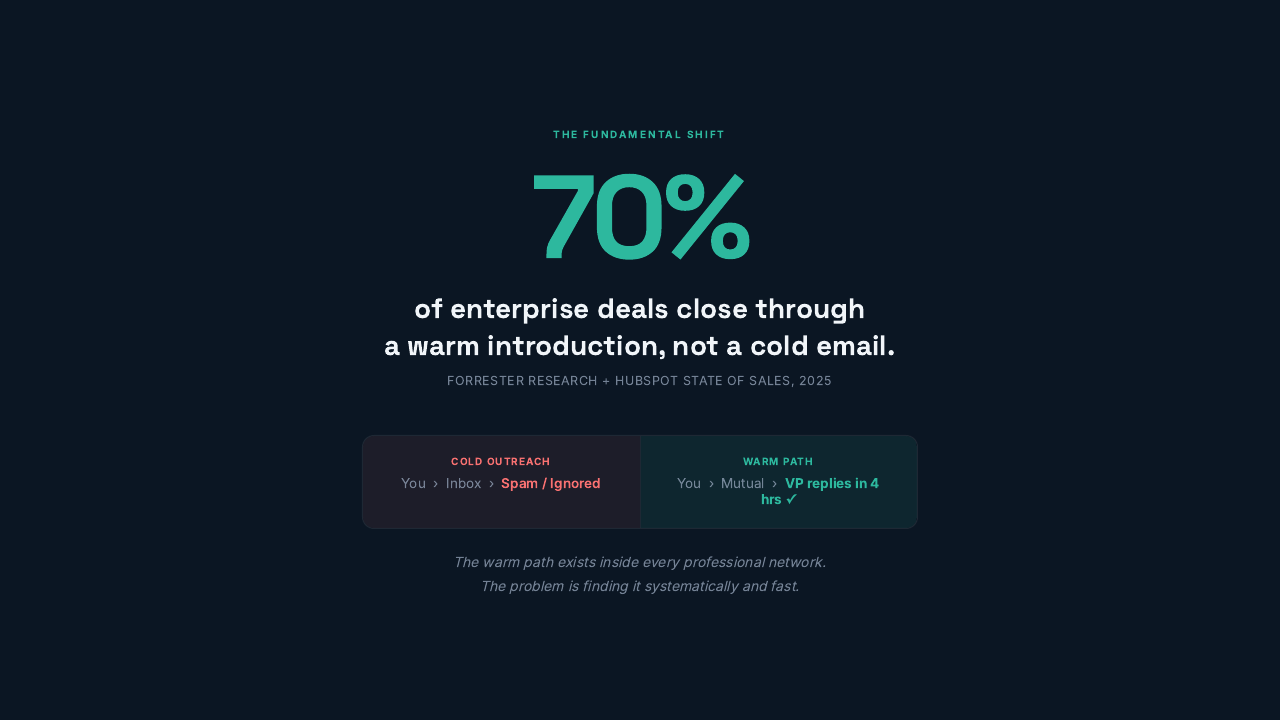 THE FUNDAMENTAL SHIFT
70%
of enterprise deals close through
a warm introduction, not a cold email.
FORRESTER RESEARCH + HUBSPOT STATE OF SALES, 2025
COLD OUTREACH
You › Inbox › Spam / Ignored
WARM PATH
You › Mutual › VP replies in 4
hrs ✓
The warm path exists inside every professional network.
The problem is finding it systematically and fast.